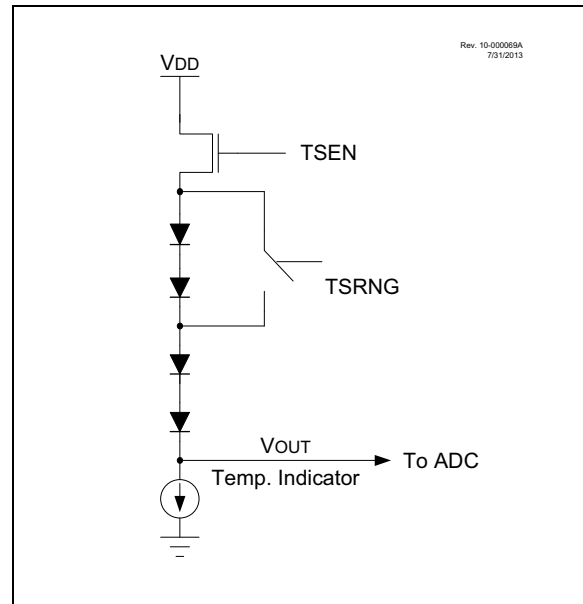 Rev. 10-000069A
7/31/2013
VDD
TSEN
TSRNG
VOUT
To ADC
Temp. Indicator